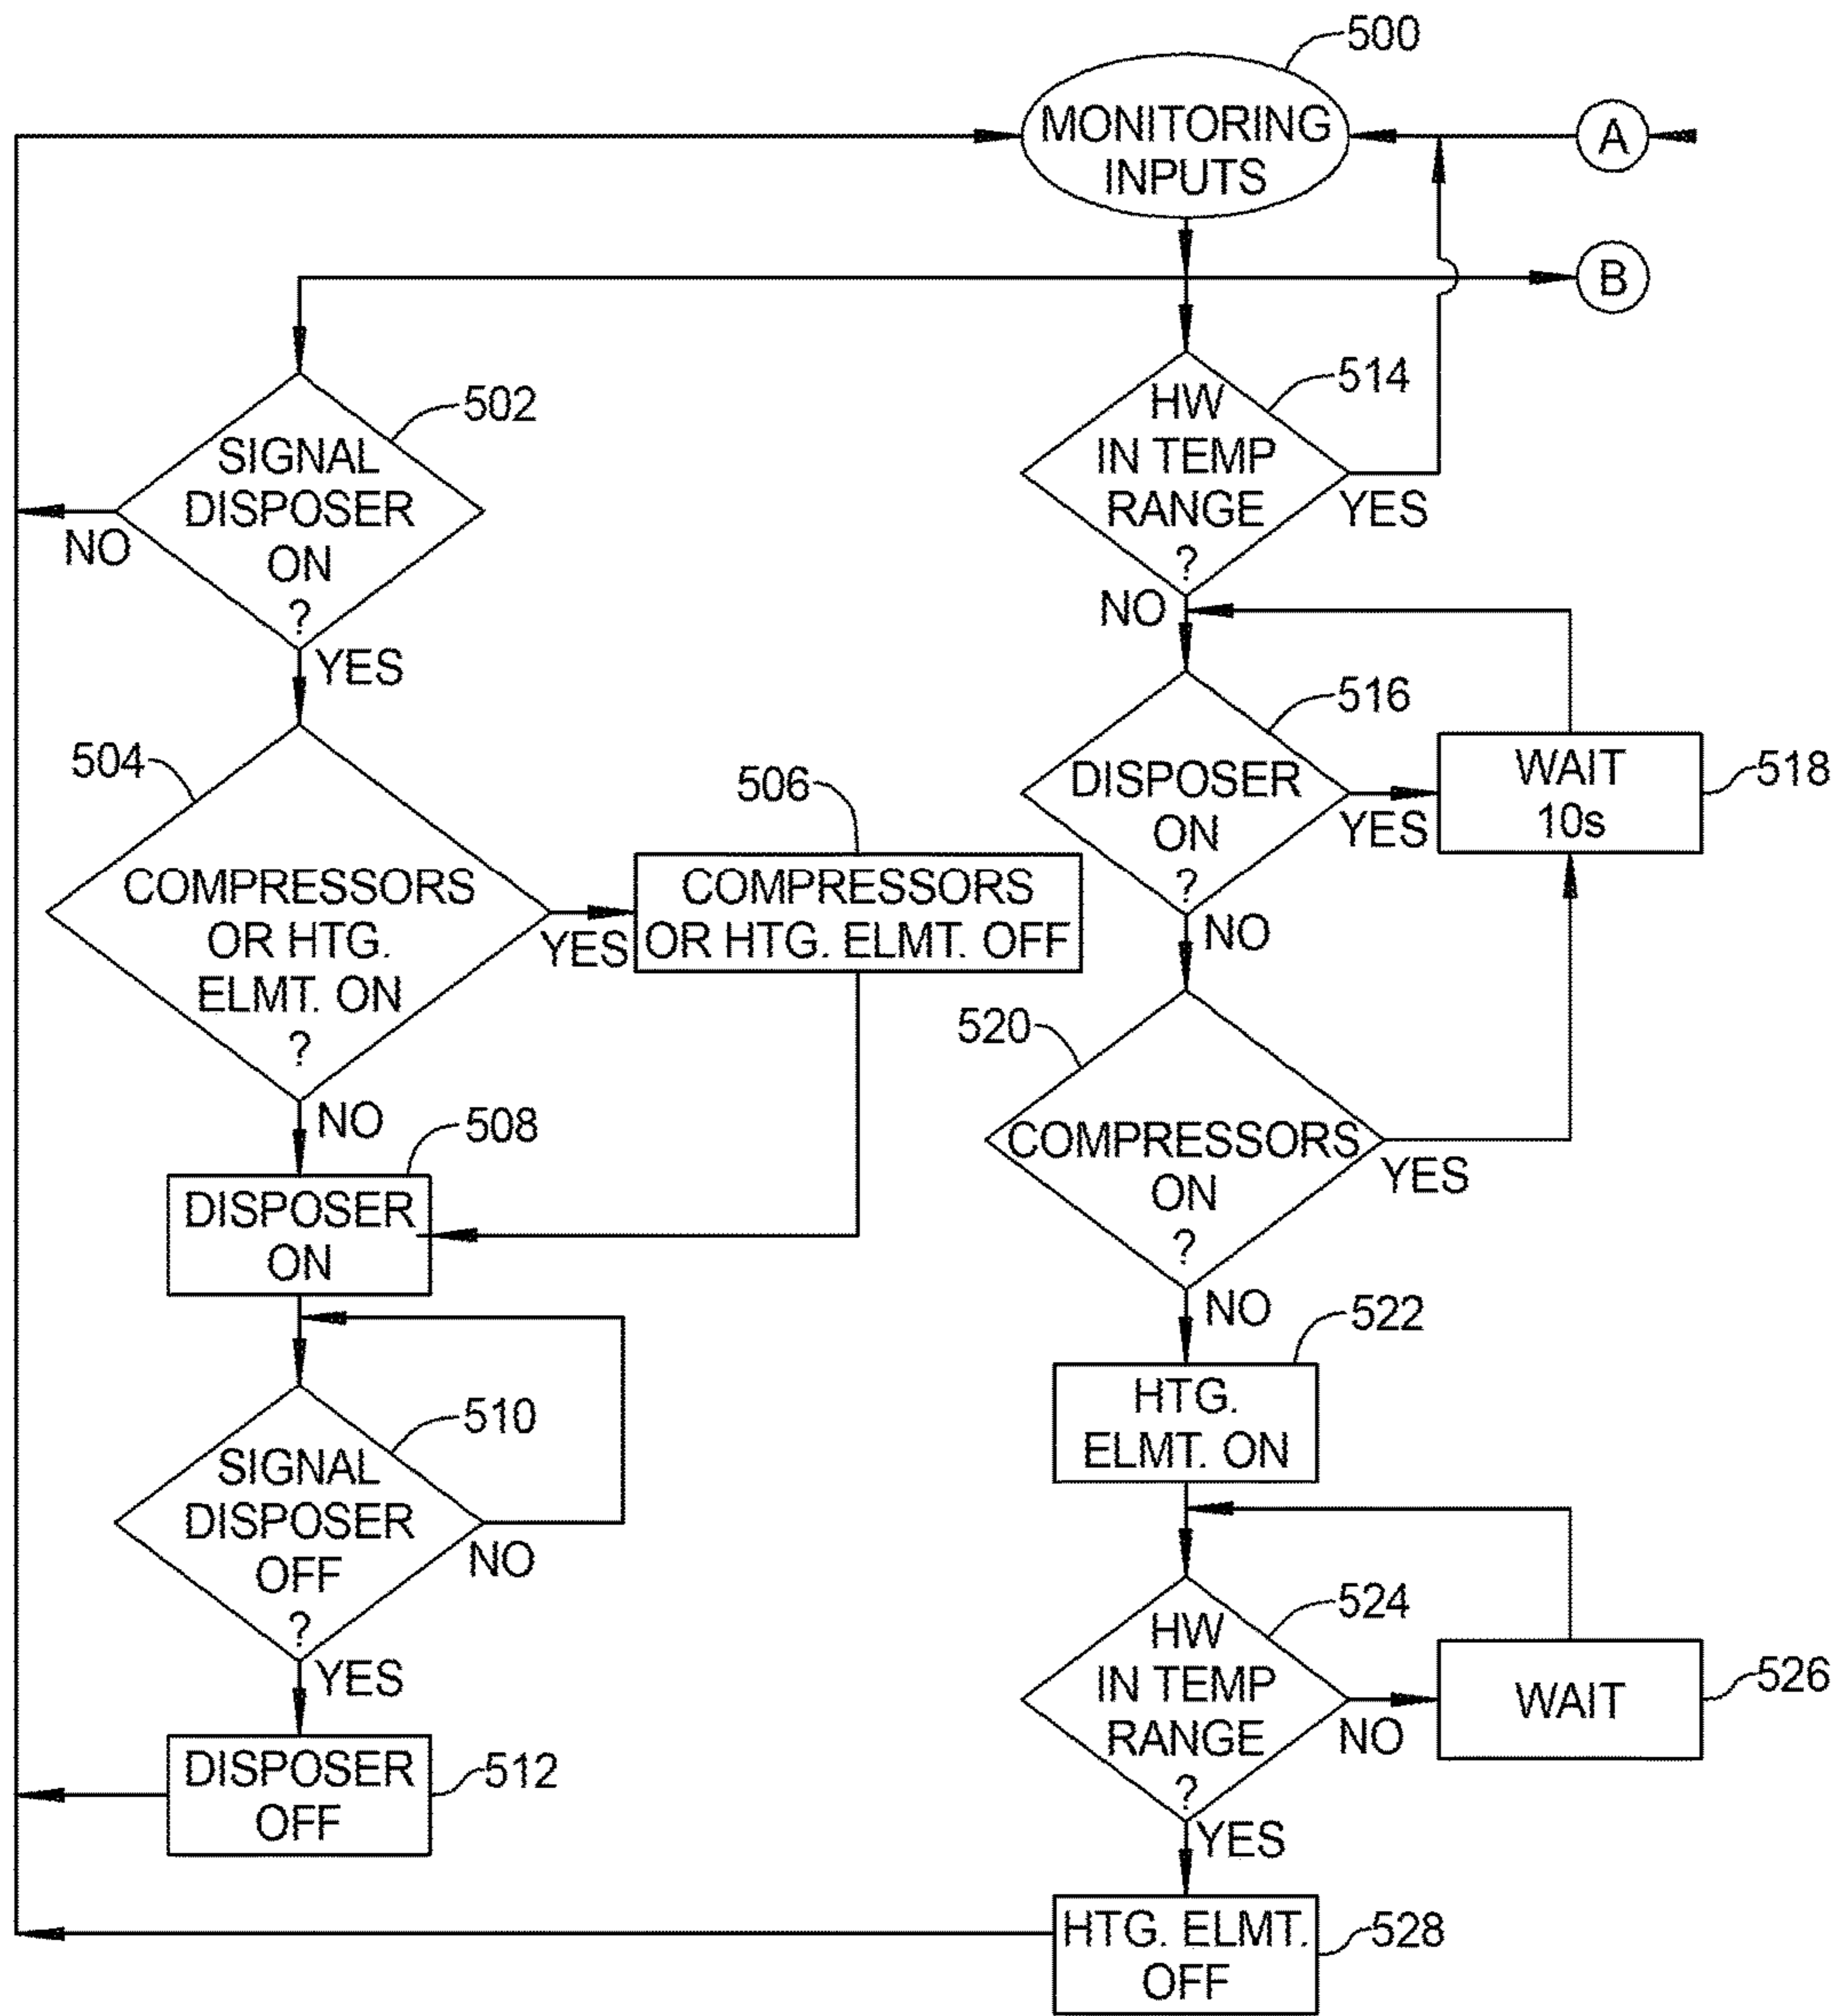 500
MONITORING
INPUTS
A
B
502
SIGNAL
DISPOSER
ON
?
NO
YES
504
COMPRESSORS
OR HTG.
ELMT. ON
?
YES
NO
506
COMPRESSORS
OR HTG. ELMT. OFF
508
DISPOSER
ON
510
SIGNAL
DISPOSER
OFF
?
NO
YES
DISPOSER
OFF
512
514
HW
IN TEMP
RANGE
?
YES
NO
516
DISPOSER
ON
?
YES
NO
WAIT
10s
518
520
COMPRESSORS
ON
?
YES
NO
522
HTG.
ELMT. ON
524
HW
IN TEMP
RANGE
?
NO
YES
WAIT
526
HTG. ELMT.
OFF
528